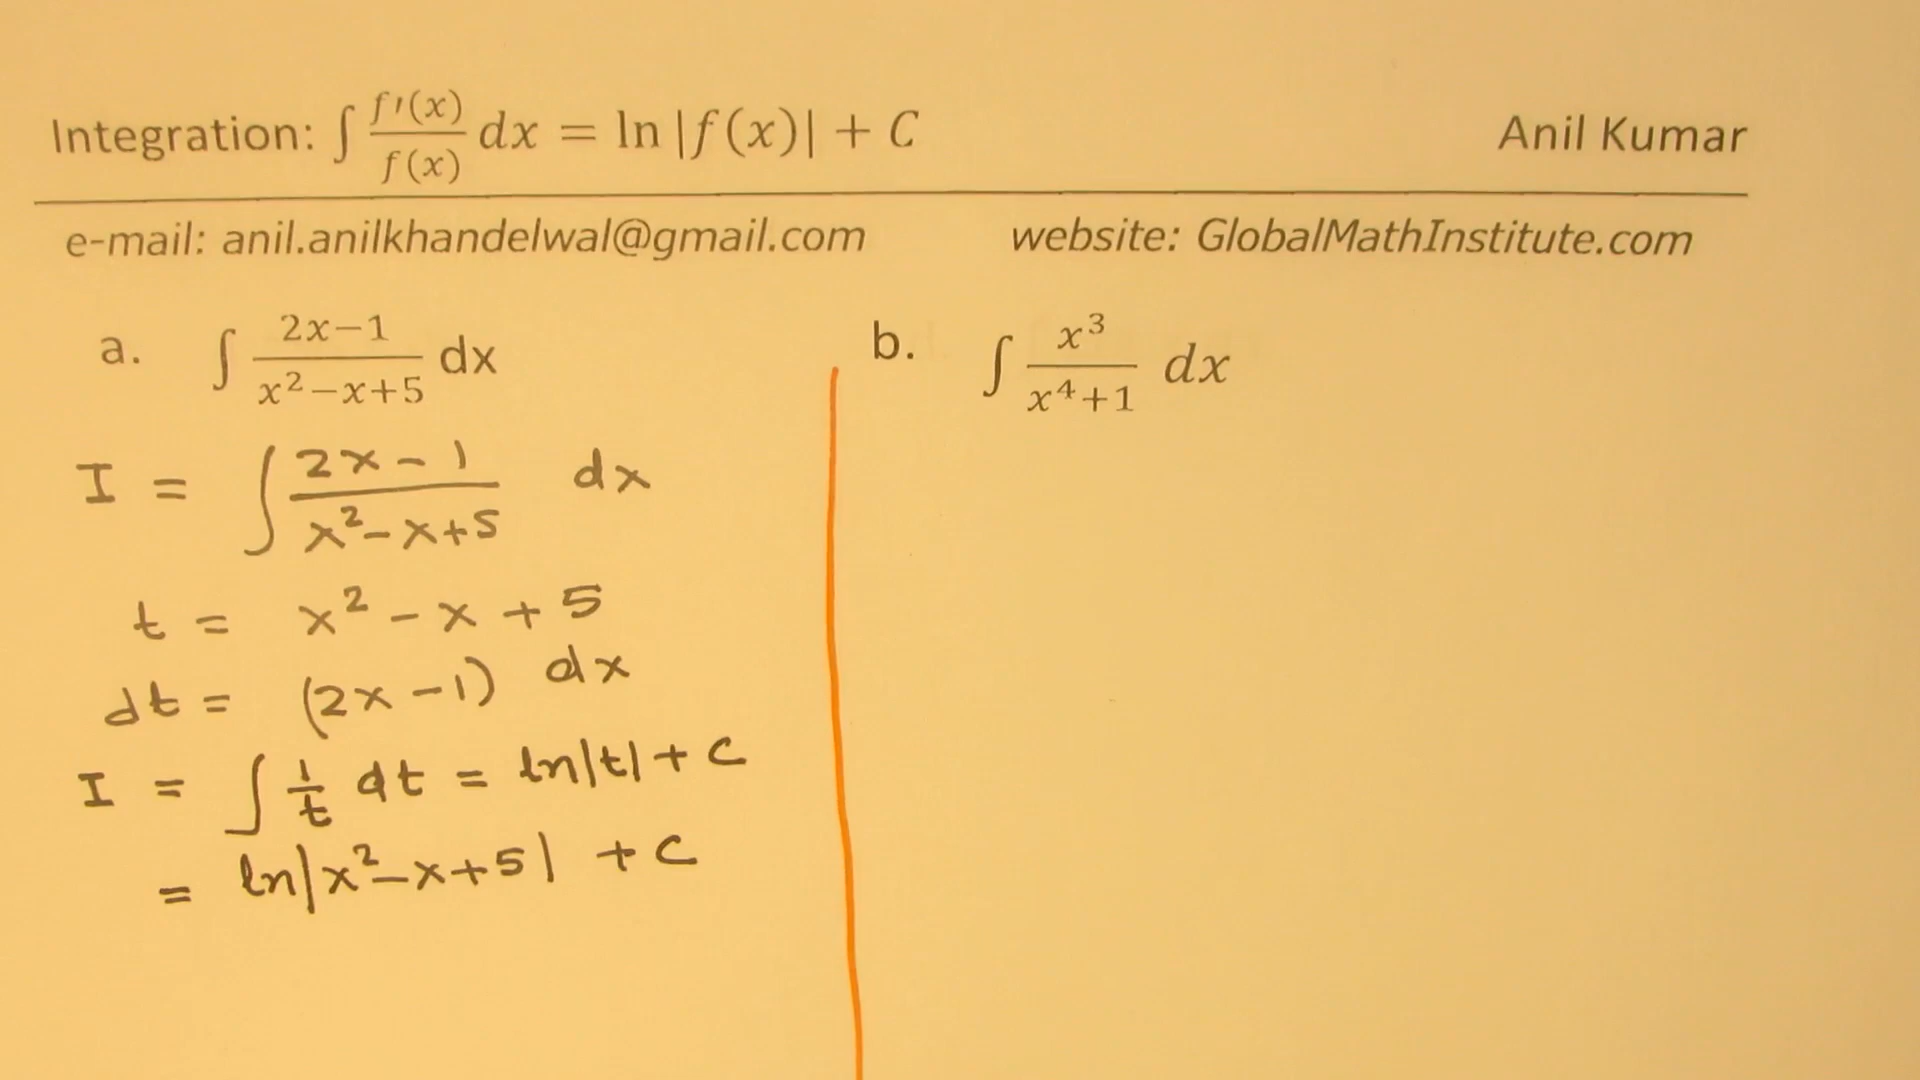 Integration: ∫ f′(x)/f(x) dx = ln |f(x)| + C
Anil Kumar
e-mail: anil.anilkhandelwal@gmail.com
website: GlobalMathInstitute.com
a. ∫ 2x−1/x²−x+5 dx
I = ∫ 2x-1/x²-x+5 dx
t = x² - x + 5
dt = (2x-1) dx
I = ∫ 1/t dt = ln|t| + C
= ln|x²-x+5| + C
b. ∫ x³/x⁴+1 dx